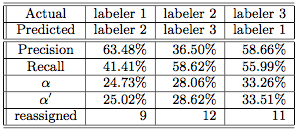 Actual labeler 1 labeler 2 labeler 3
Predicted labeler 2 labeler 3 labeler 1
Precision 63.48% 36.50% 58.66%
Recall 41.41% 58.62% 55.99%
α 24.73% 28.06% 33.26%
α′ 25.02% 28.62% 33.51%
reassigned 9 12 11